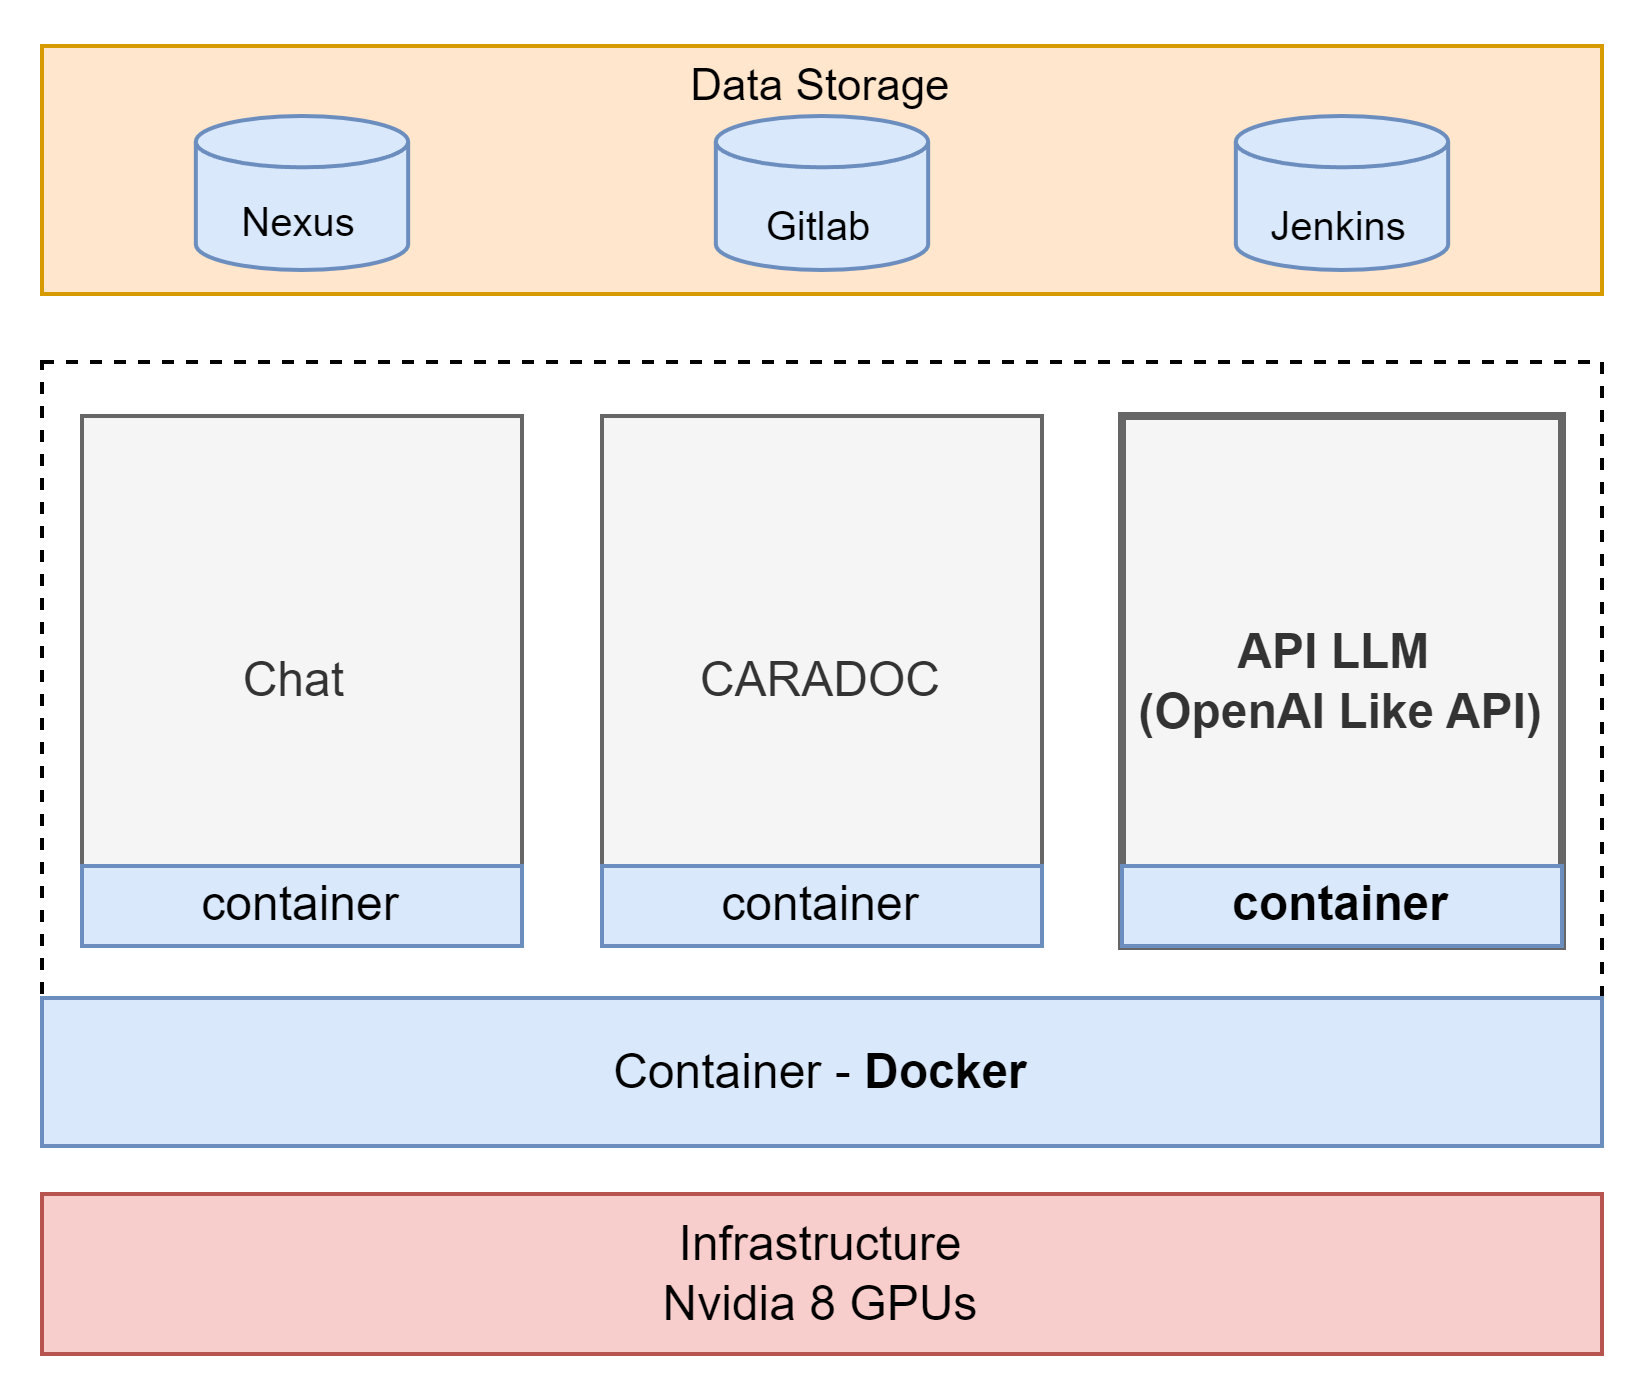 Data Storage
Nexus
Gitlab
Jenkins
Chat
CARADOC
API LLM
(OpenAI Like API)
container
container
container
Container - Docker
Infrastructure
Nvidia 8 GPUs